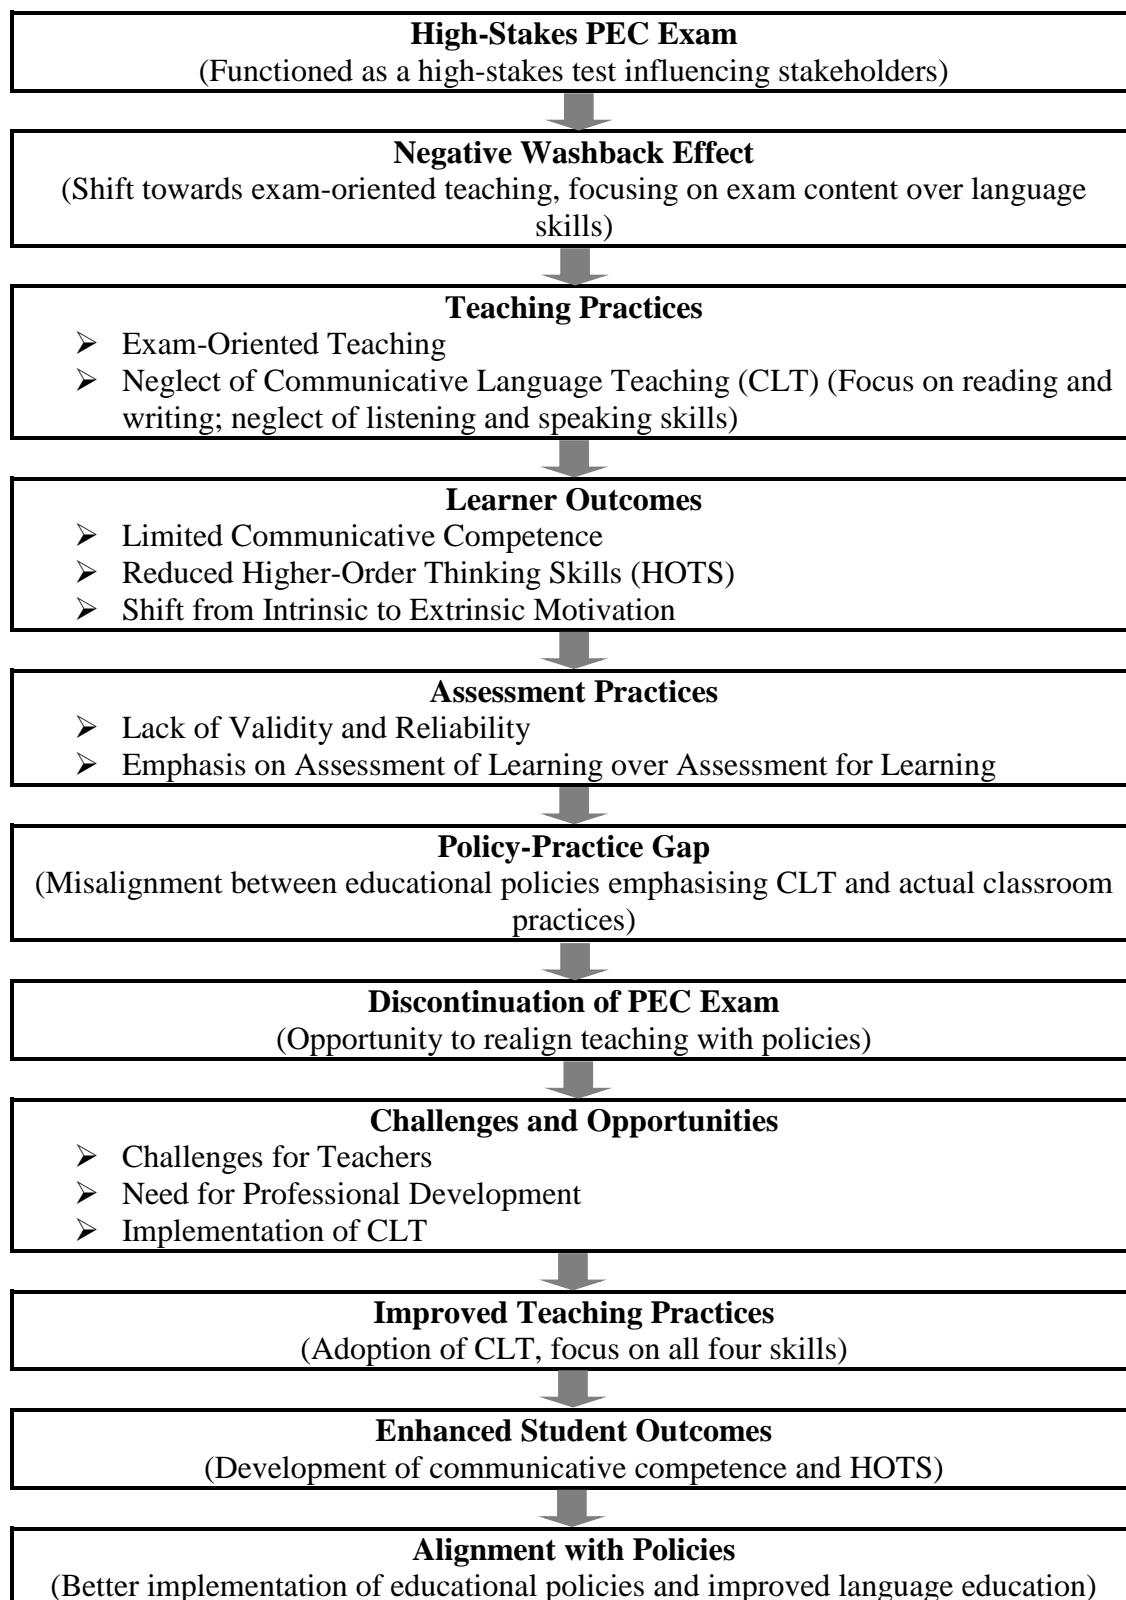 High-Stakes PEC Exam
(Functioned as a high-stakes test influencing stakeholders)
Negative Washback Effect
(Shift towards exam-oriented teaching, focusing on exam content over language
skills)
Teaching Practices
➢ Exam-Oriented Teaching
➢ Neglect of Communicative Language Teaching (CLT) (Focus on reading and
writing; neglect of listening and speaking skills)
Learner Outcomes
➢ Limited Communicative Competence
➢ Reduced Higher-Order Thinking Skills (HOTS)
➢ Shift from Intrinsic to Extrinsic Motivation
Assessment Practices
➢ Lack of Validity and Reliability
➢ Emphasis on Assessment of Learning over Assessment for Learning
Policy-Practice Gap
(Misalignment between educational policies emphasising CLT and actual classroom
practices)
Discontinuation of PEC Exam
(Opportunity to realign teaching with policies)
Challenges and Opportunities
➢ Challenges for Teachers
➢ Need for Professional Development
➢ Implementation of CLT
Improved Teaching Practices
(Adoption of CLT, focus on all four skills)
Enhanced Student Outcomes
(Development of communicative competence and HOTS)
Alignment with Policies
(Better implementation of educational policies and improved language education)